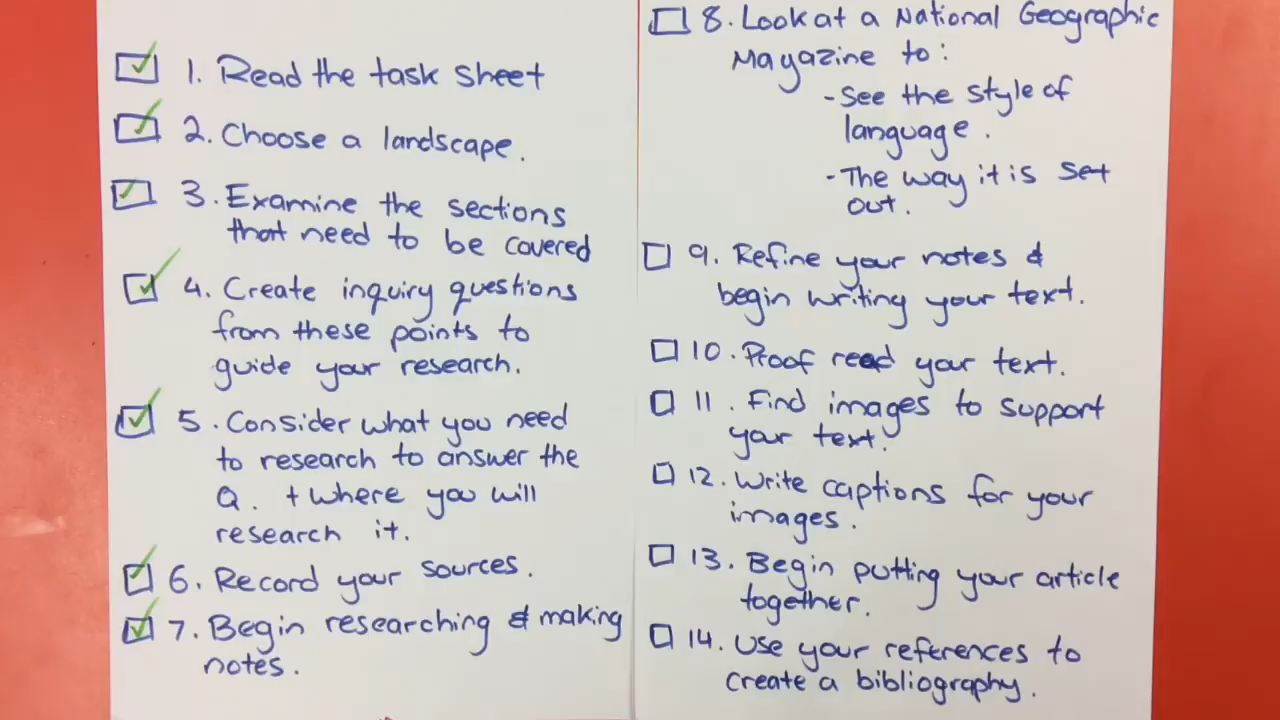 1. Read the task sheet
2. Choose a landscape.
3. Examine the sections
that need to be covered
4. Create inquiry questions
from these points to
guide your research.
5. Consider what you need
to research to answer the
Q. + where you will
research it.
6. Record your sources.
7. Begin researching & making
notes.
8. Look at a National Geographic
Magazine to:
- See the style of
language.
- The way it is set
out.
9. Refine your notes &
begin writing your text.
10. Proof read your text.
11. Find images to support
your text.
12. Write captions for your
images.
13. Begin putting your article
together.
14. Use your references to
create a bibliography.